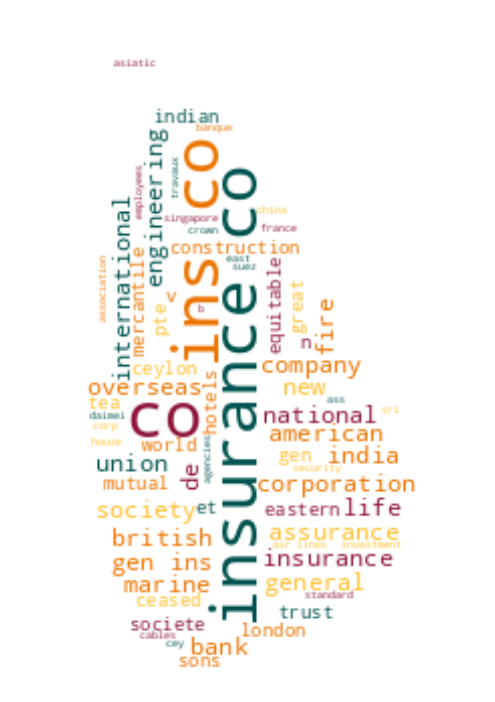 asiatic
indian
banque
engineering
ins co
insurance co
travaux
employees
singapore
china
crown
france
international
construction
east
suez
association
mercantile
equitable
great
v
b
pte
fire
n
ceylon
company
overseas
hotels
new
tea
co
ass
daimei
national
sri
corp
american
house
world
agencies
gen
india
union
de
security
mutual
corporation
society
et
eastern
life
british
assurance
air lines
investment
gen ins
insurance
marine
general
ceased
standard
trust
societe
london
cables
cey
bank
sons